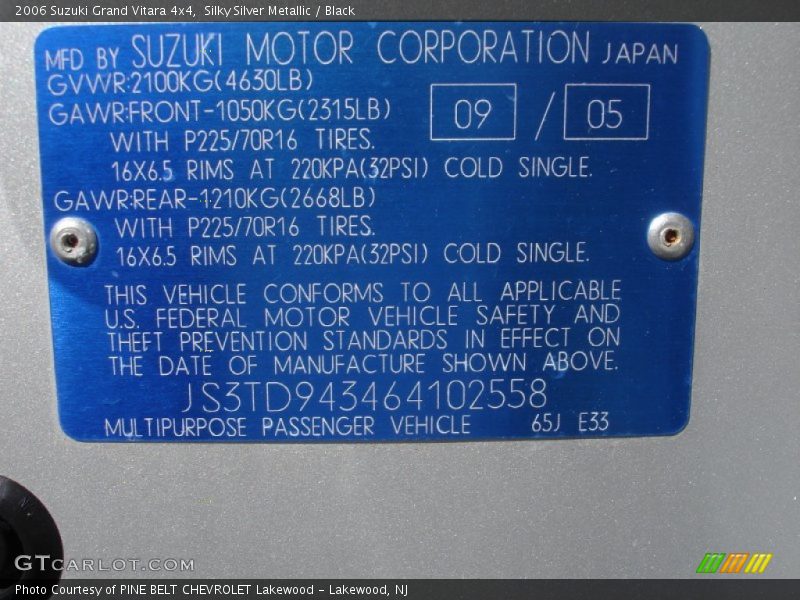 2006 Suzuki Grand Vitara 4x4,  Silky Silver Metallic / Black
MFD BY SUZUKI MOTOR CORPORATION JAPAN
GVWR:2100KG(4630LB)
GAWR:FRONT-1050KG(2315LB)
09 / 05
WITH P225/70R16 TIRES.
16X6.5 RIMS AT 220KPA(32PSI) COLD SINGLE.
GAWR:REAR-1210KG(2668LB)
WITH P225/70R16 TIRES.
16X6.5 RIMS AT 220KPA(32PSI) COLD SINGLE.
THIS VEHICLE CONFORMS TO ALL APPLICABLE
U.S. FEDERAL MOTOR VEHICLE SAFETY AND
THEFT PREVENTION STANDARDS IN EFFECT ON
THE DATE OF MANUFACTURE SHOWN ABOVE.
JS3TD943464102558
MULTIPURPOSE PASSENGER VEHICLE 65J E33
GTCARLOT.COM
Photo Courtesy of PINE BELT CHEVROLET Lakewood - Lakewood, NJ